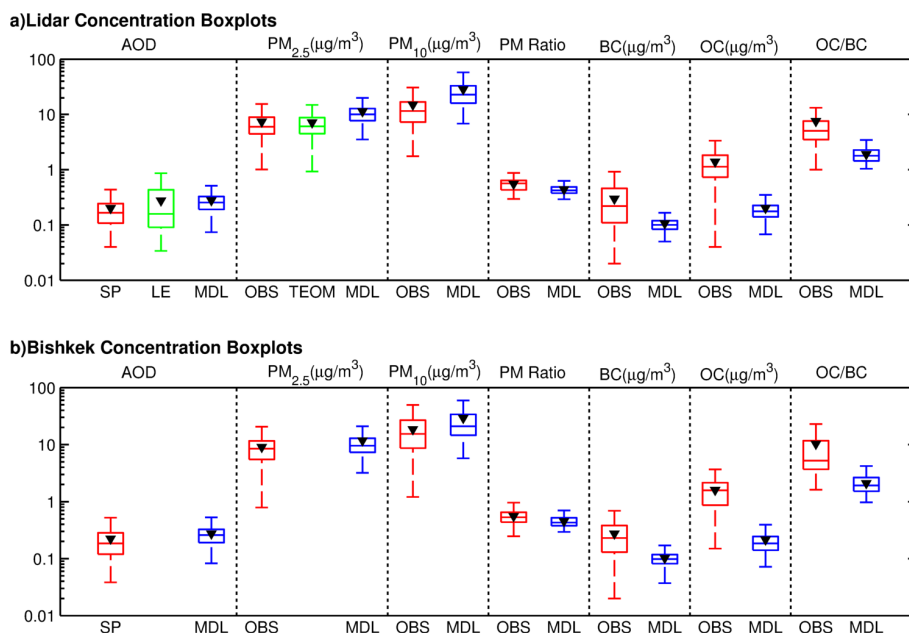 a)Lidar Concentration Boxplots
AOD PM2.5(μg/m3) PM10(μg/m3) PM Ratio BC(μg/m3) OC(μg/m3) OC/BC
100
10
1
0.1
0.01
SP LE MDL OBS TEOM MDL OBS MDL OBS MDL OBS MDL OBS MDL OBS MDL
b)Bishkek Concentration Boxplots
AOD PM2.5(μg/m3) PM10(μg/m3) PM Ratio BC(μg/m3) OC(μg/m3) OC/BC
100
10
1
0.1
0.01
SP MDL OBS MDL OBS MDL OBS MDL OBS MDL OBS MDL OBS MDL